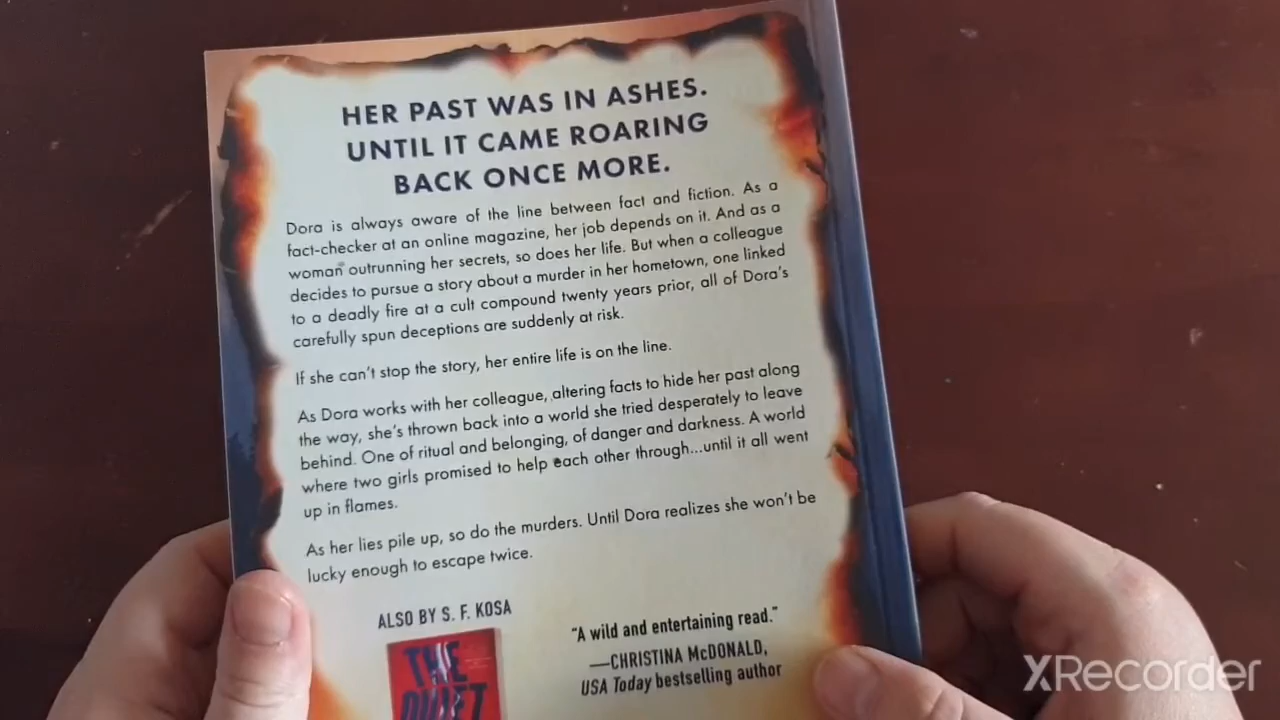 HER PAST WAS IN ASHES.
UNTIL IT CAME ROARING
BACK ONCE MORE.
Dora is always aware of the line between fact and fiction. As a
fact-checker at an online magazine, her job depends on it. And as a
woman outrunning her secrets, so does her life. But when a colleague
decides to pursue a story about a murder in her hometown, one linked
to a deadly fire at a cult compound twenty years prior, all of Dora's
carefully spun deceptions are suddenly at risk.
If she can't stop the story, her entire life is on the line.
As Dora works with her colleague, altering facts to hide her past along
the way, she's thrown back into a world she tried desperately to leave
behind. One of ritual and belonging, of danger and darkness. A world
where two girls promised to help each other through...until it all went
up in flames.
As her lies pile up, so do the murders. Until Dora realizes she won't be
lucky enough to escape twice.
ALSO BY S. F. KOSA
THE
QUIET
"A wild and entertaining read."
—CHRISTINA McDONALD,
USA Today bestselling author
XRecorder